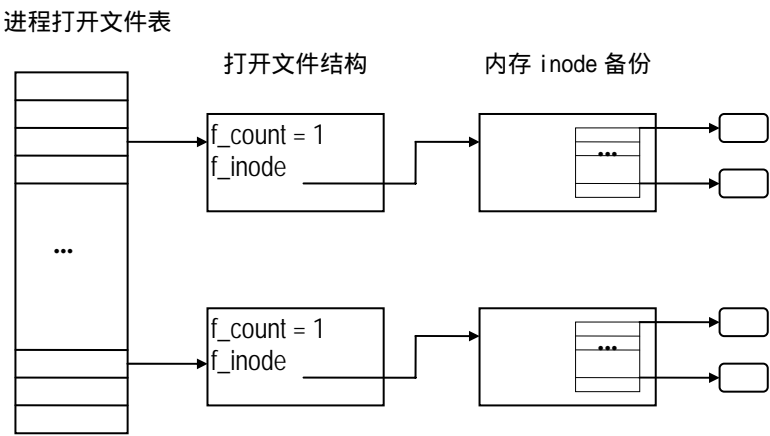 进程打开文件表
打开文件结构
内存 inode 备份
f_count = 1
f_inode
...
...
f_count = 1
f_inode
...